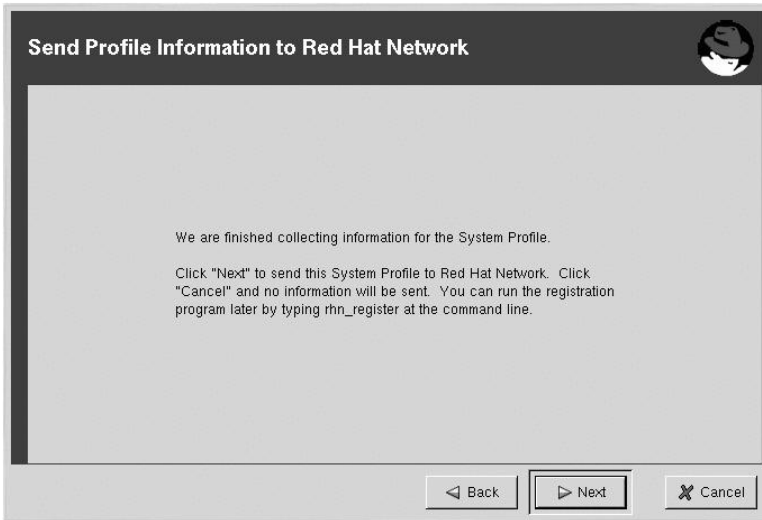 Send Profile Information to Red Hat Network
We are finished collecting information for the System Profile.
Click "Next" to send this System Profile to Red Hat Network. Click
"Cancel" and no information will be sent. You can run the registration
program later by typing rhn_register at the command line.
Back
Next
Cancel